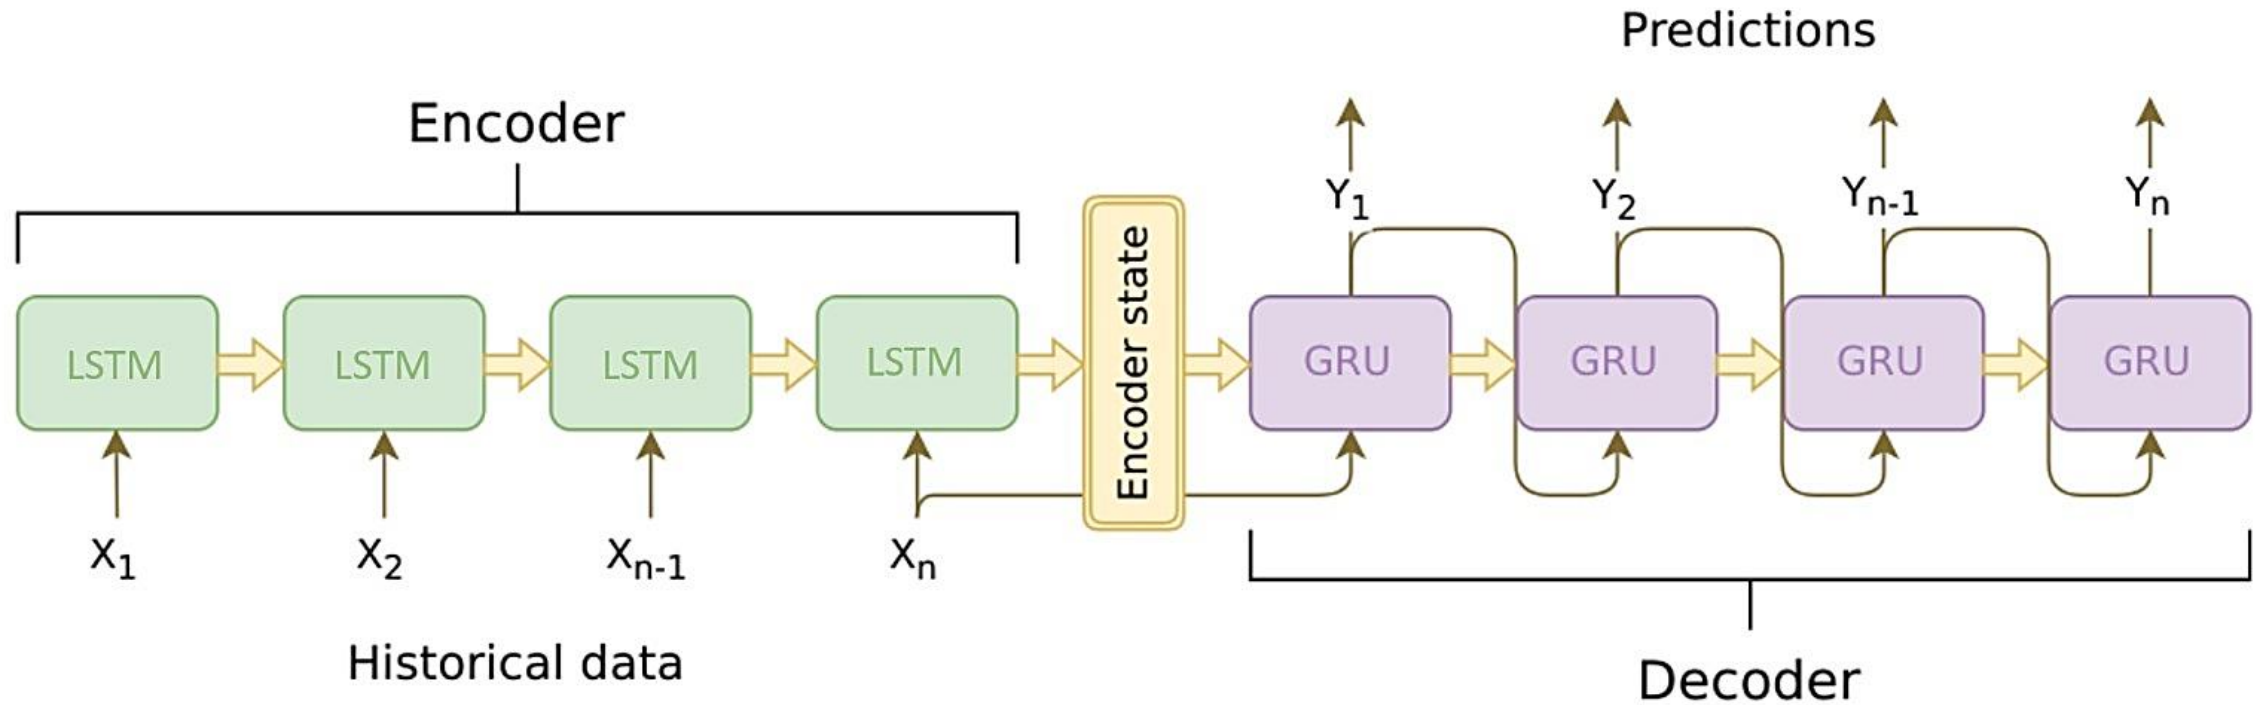 Predictions
Encoder
Y1 Y2 Yn-1 Yn
Encoder state
LSTM LSTM LSTM LSTM GRU GRU GRU GRU
X1 X2 Xn-1 Xn
Historical data
Decoder